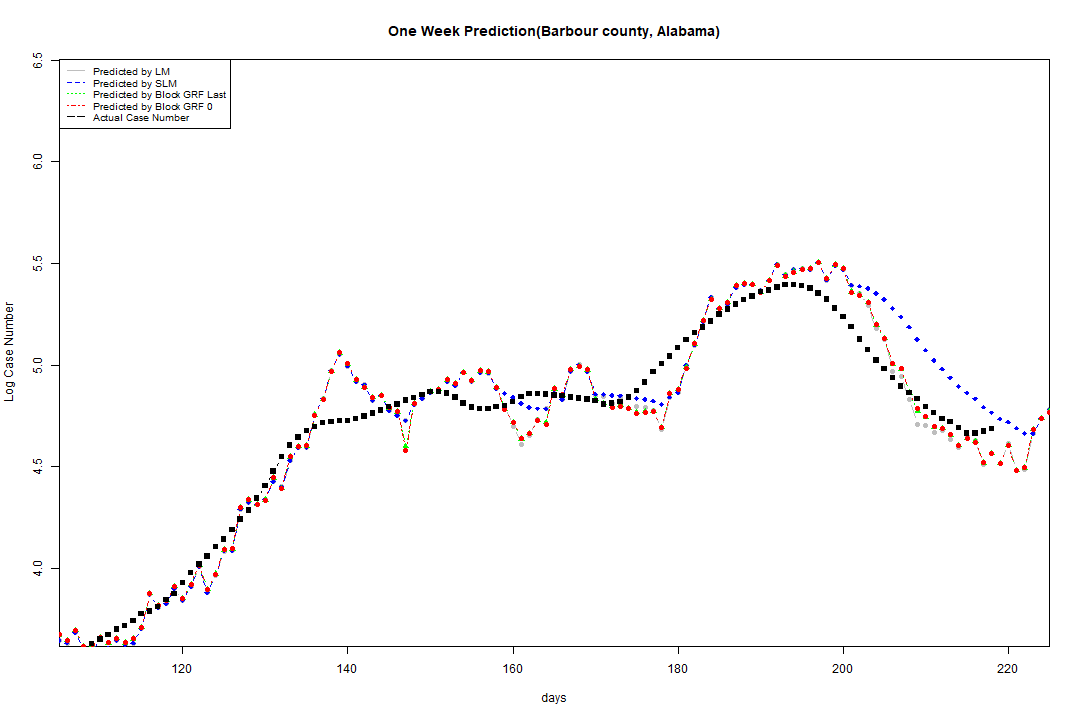 One Week Prediction(Barbour county, Alabama)
Predicted by LM
Predicted by SLM
Predicted by Block GRF Last
Predicted by Block GRF 0
Actual Case Number
6.5
6.0
5.5
5.0
4.5
4.0
Log Case Number
120 140 160 180 200 220
days